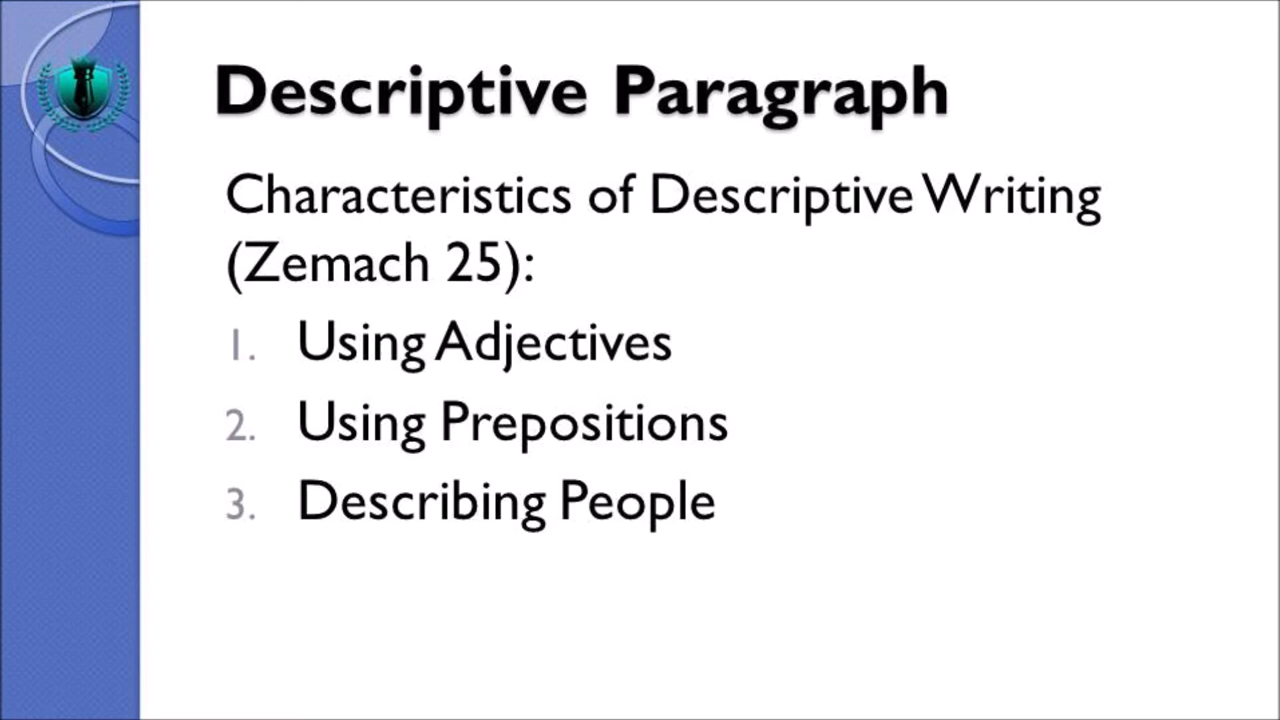 Descriptive Paragraph
Characteristics of Descriptive Writing
(Zemach 25):
1. Using Adjectives
2. Using Prepositions
3. Describing People